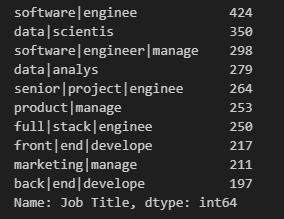 software|enginee 424
data|scientis 350
software|engineer|manage 298
data|analys 279
senior|project|enginee 264
product|manage 253
full|stack|enginee 250
front|end|develope 217
marketing|manage 211
back|end|develope 197
Name: Job Title, dtype: int64